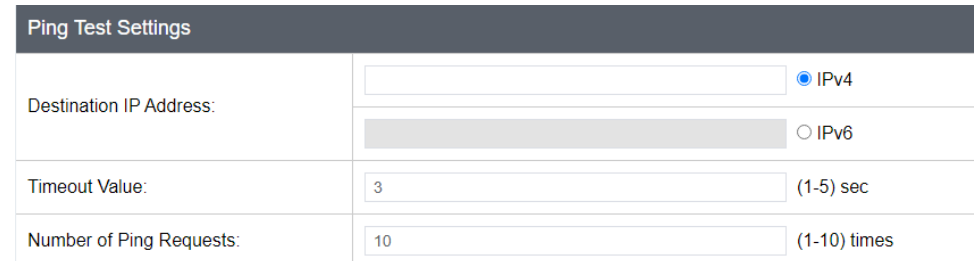 Ping Test Settings
Destination IP Address:
IPv4
IPv6
Timeout Value: 3 (1-5) sec
Number of Ping Requests: 10 (1-10) times